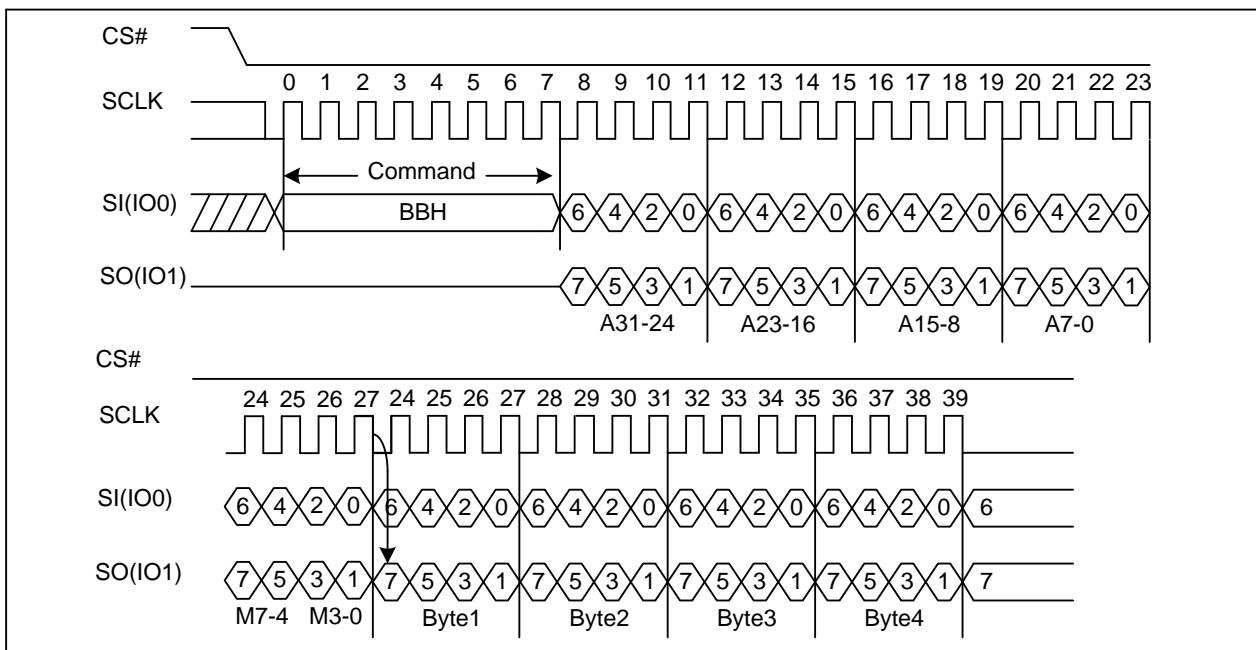 CS#
0 1 2 3 4 5 6 7 8 9 10 11 12 13 14 15 16 17 18 19 20 21 22 23
SCLK
Command
SI(IO0) BBH 6 4 2 0 6 4 2 0 6 4 2 0 6 4 2 0
SO(IO1) 7 5 3 1 7 5 3 1 7 5 3 1 7 5 3 1
A31-24 A23-16 A15-8 A7-0
CS#
24 25 26 27 24 25 26 27 28 29 30 31 32 33 34 35 36 37 38 39
SCLK
SI(IO0) 6 4 2 0 6 4 2 0 6 4 2 0 6 4 2 0 6 4 2 0 6
SO(IO1) 7 5 3 1 7 5 3 1 7 5 3 1 7 5 3 1 7 5 3 1 7
M7-4 M3-0 Byte1 Byte2 Byte3 Byte4